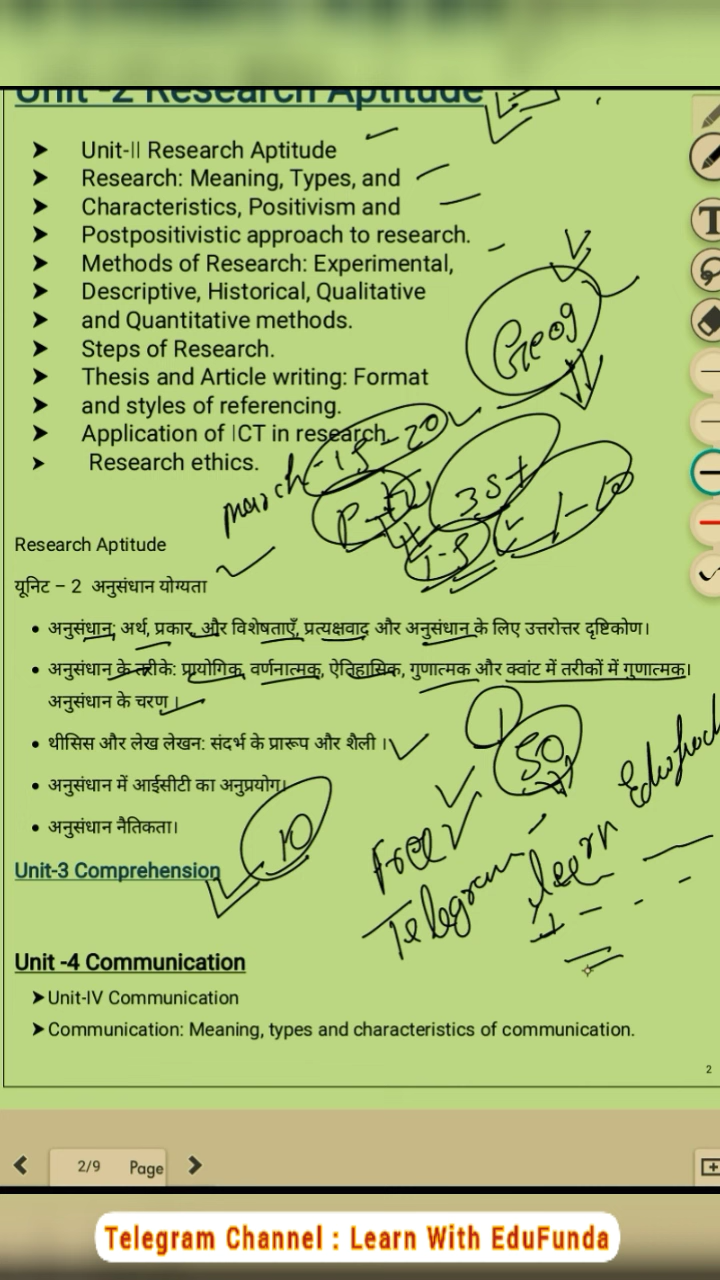 Unit -2 Research Aptitude
➤ Unit-II Research Aptitude
➤ Research: Meaning, Types, and
➤ Characteristics, Positivism and
➤ Postpositivistic approach to research.
➤ Methods of Research: Experimental,
➤ Descriptive, Historical, Qualitative
➤ and Quantitative methods.
➤ Steps of Research.
➤ Thesis and Article writing: Format
➤ and styles of referencing.
➤ Application of ICT in research
➤ Research ethics.
Geog
March - 15-20
35+
1-10
Research Aptitude
यूनिट – 2 अनुसंधान योग्यता
• अनुसंधान; अर्थ, प्रकार, और विशेषताएँ, प्रत्यक्षवाद और अनुसंधान के लिए उत्तरोत्तर दृष्टिकोण।
• अनुसंधान के तरीके: प्रायोगिक, वर्णनात्मक, ऐतिहासिक, गुणात्मक और क्वांट में तरीकों में गुणात्मक।
अनुसंधान के चरण ।
• थीसिस और लेख लेखन: संदर्भ के प्रारूप और शैली ।
• अनुसंधान में आईसीटी का अनुप्रयोग।
• अनुसंधान नैतिकता।
10
50
Free
Telegram
learn
Unit-3 Comprehension
Unit -4 Communication
➤ Unit-IV Communication
➤ Communication: Meaning, types and characteristics of communication.
2
2/9 Page
Telegram Channel : Learn With EduFunda